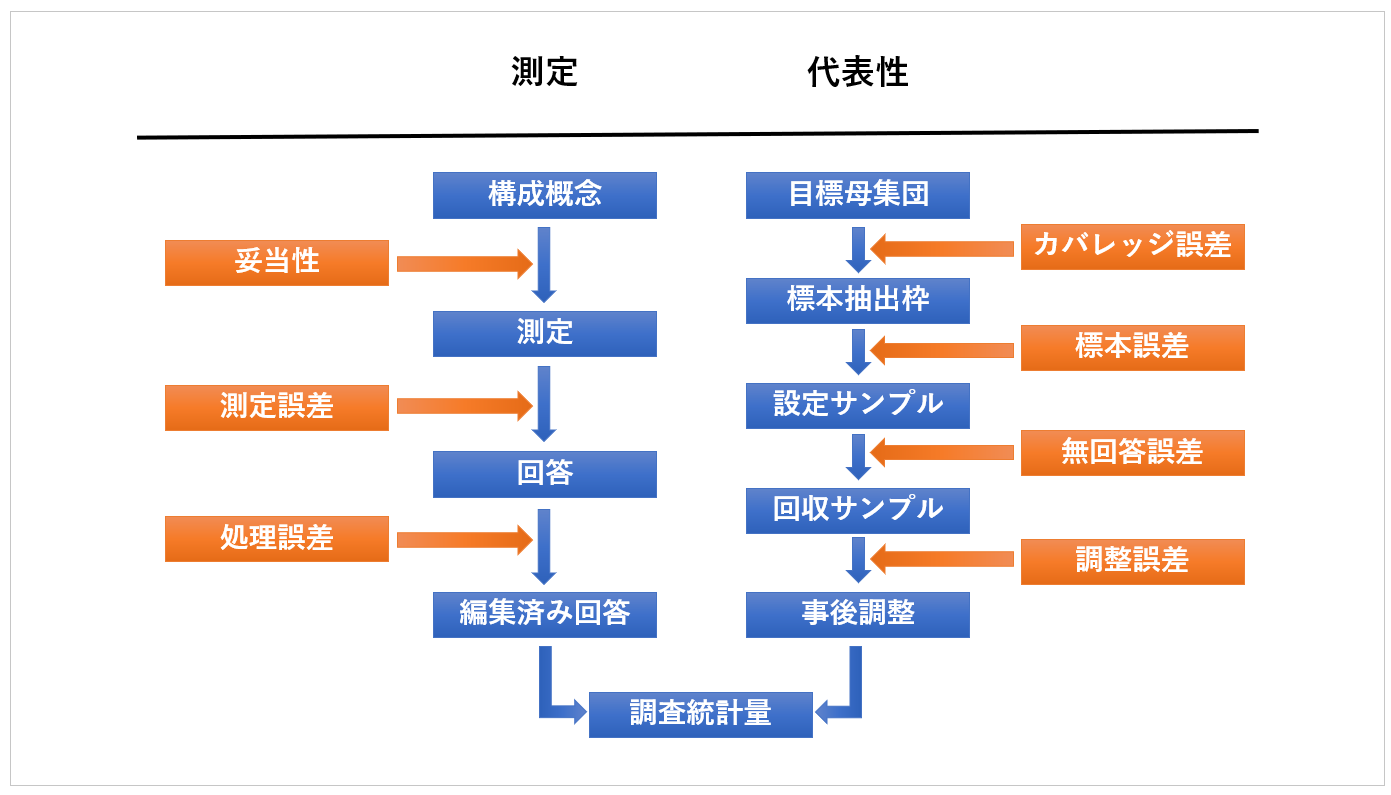 測定
代表性
構成概念
目標母集団
妥当性
カバレッジ誤差
標本抽出枠
測定
標本誤差
測定誤差
設定サンプル
回答
無回答誤差
回収サンプル
処理誤差
調整誤差
編集済み回答
事後調整
調査統計量